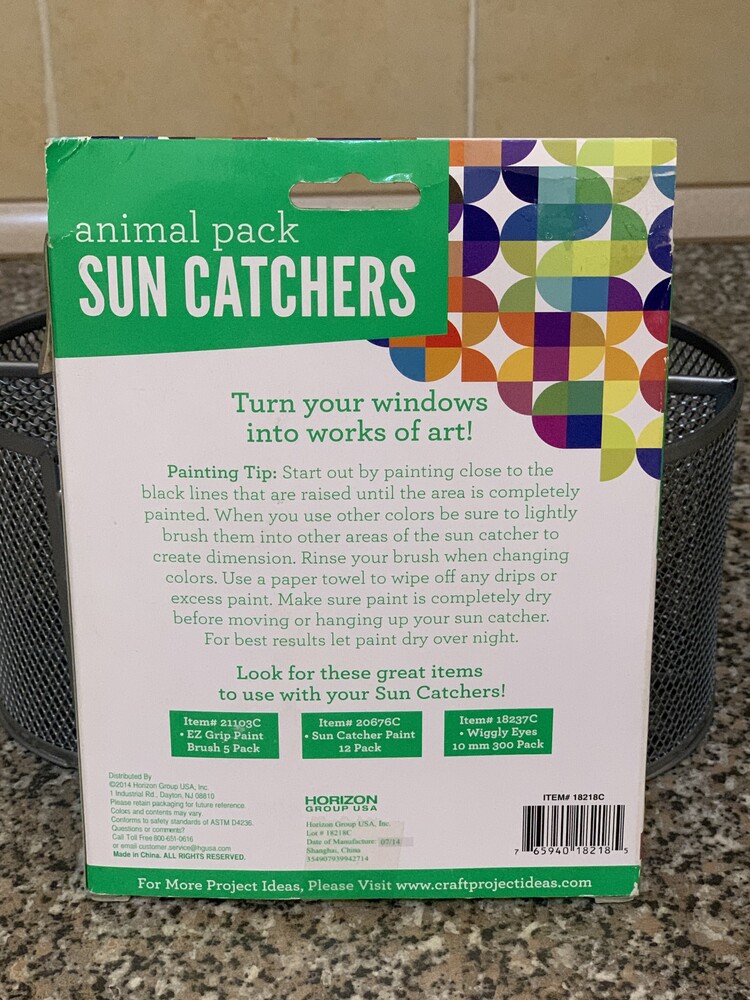 animal pack
SUN CATCHERS
Turn your windows
into works of art!
Painting Tip: Start out by painting close to the
black lines that are raised until the area is completely
painted. When you use other colors be sure to lightly
brush them into other areas of the sun catcher to
create dimension. Rinse your brush when changing
colors. Use a paper towel to wipe off any drips or
excess paint. Make sure paint is completely dry
before moving or hanging up your sun catcher.
For best results let paint dry over night.
Look for these great items
to use with your Sun Catchers!
Item# 21103C
• EZ Grip Paint
Brush 5 Pack
Item# 20676C
• Sun Catcher Paint
12 Pack
Item# 18237C
• Wiggly Eyes
10 mm 300 Pack
Distributed By
©2014 Horizon Group USA, Inc.
1 Industrial Rd., Dayton, NJ 08810
Please retain packaging for future reference.
Colors and contents may vary.
Conforms to safety standards of ASTM D4236.
Questions or comments?
Call Toll Free 800-651-0616
or email customer.service@hgusa.com
Made in China. ALL RIGHTS RESERVED.
HORIZON
GROUP USA
Horizon Group USA, Inc.
Lot # 18218C
Date of Manufacture: 07/14
Shanghai, China
154907939942714
ITEM# 18218C
7 65940 18218 5
For More Project Ideas, Please Visit www.craftprojectideas.com